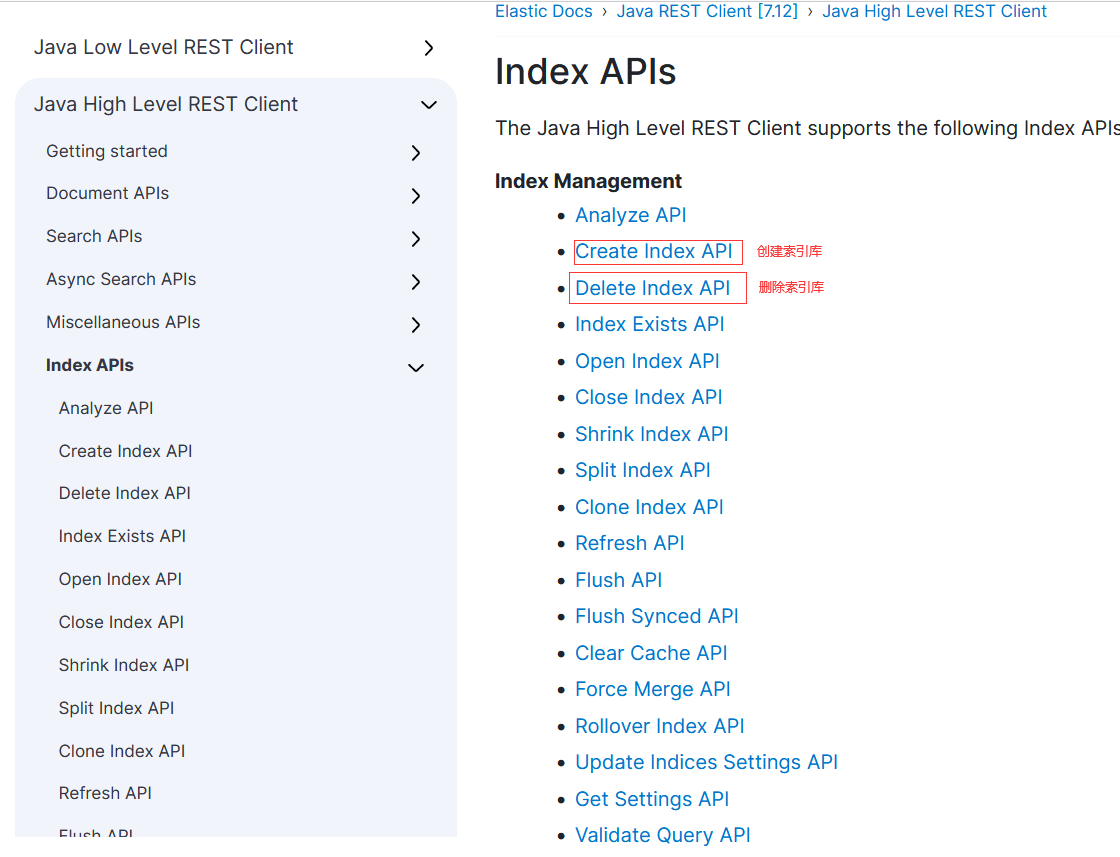 Java Low Level REST Client
Java High Level REST Client
Getting started
Document APIs
Search APIs
Async Search APIs
Miscellaneous APIs
Index APIs
Analyze API
Create Index API
Delete Index API
Index Exists API
Open Index API
Close Index API
Shrink Index API
Split Index API
Clone Index API
Refresh API
Flush API
Elastic Docs › Java REST Client [7.12] › Java High Level REST Client
Index APIs
The Java High Level REST Client supports the following Index APIs
Index Management
• Analyze API
• Create Index API 创建索引库
• Delete Index API 删除索引库
• Index Exists API
• Open Index API
• Close Index API
• Shrink Index API
• Split Index API
• Clone Index API
• Refresh API
• Flush API
• Flush Synced API
• Clear Cache API
• Force Merge API
• Rollover Index API
• Update Indices Settings API
• Get Settings API
• Validate Query API